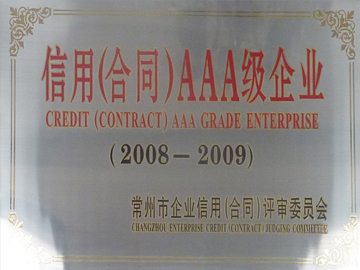 信用(合同)AAA级企业
CREDIT (CONTRACT) AAA GRADE ENTERPRISE
(2008-2009)
常州市企业信用(合同)评审委员会
CHANGZHOU ENTERPRISE CREDIT (CONTRACT) JUDGING COMMITTEE